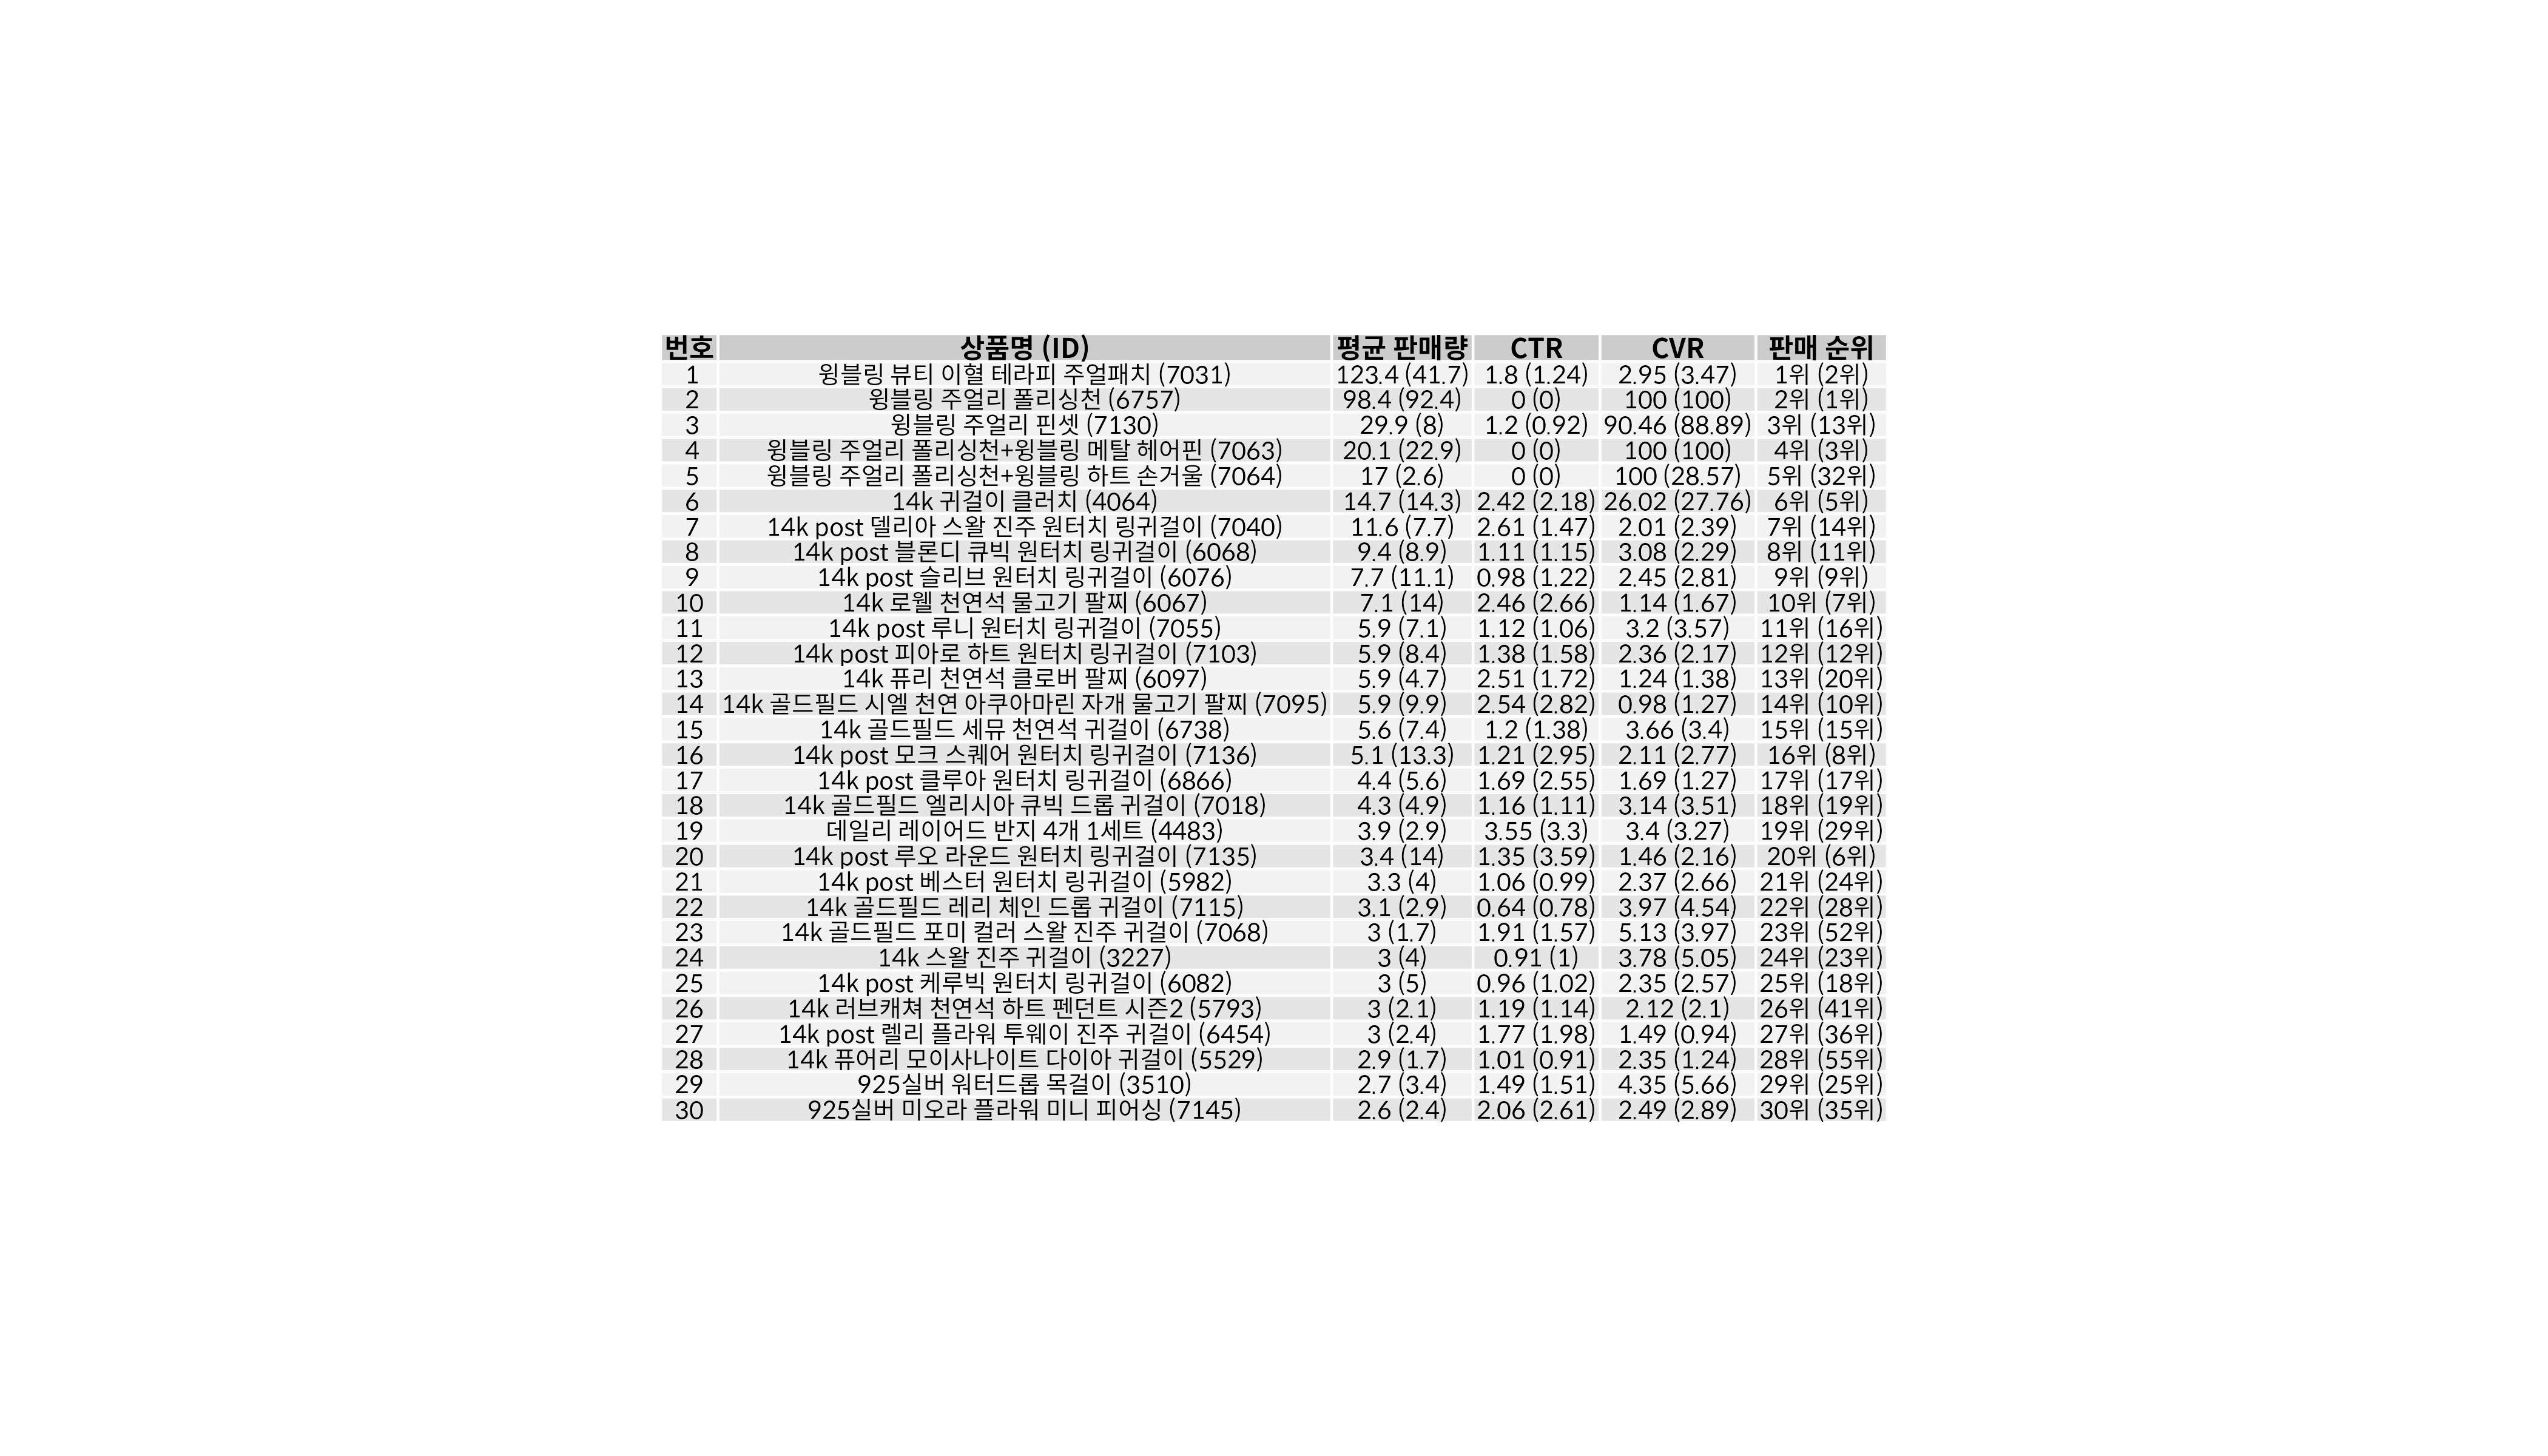 번호 상품명 (ID) 평균 판매량 CTR CVR 판매 순위
1 윙블링 뷰티 이혈 테라피 주얼패치 (7031) 123.4 (41.7) 1.8 (1.24) 2.95 (3.47) 1위 (2위)
2 윙블링 주얼리 폴리싱천 (6757) 98.4 (92.4) 0 (0) 100 (100) 2위 (1위)
3 윙블링 주얼리 핀셋 (7130) 29.9 (8) 1.2 (0.92) 90.46 (88.89) 3위 (13위)
4 윙블링 주얼리 폴리싱천+윙블링 메탈 헤어핀 (7063) 20.1 (22.9) 0 (0) 100 (100) 4위 (3위)
5 윙블링 주얼리 폴리싱천+윙블링 하트 손거울 (7064) 17 (2.6) 0 (0) 100 (28.57) 5위 (32위)
6 14k 귀걸이 클러치 (4064) 14.7 (14.3) 2.42 (2.18) 26.02 (27.76) 6위 (5위)
7 14k post 델리아 스왈 진주 원터치 링귀걸이 (7040) 11.6 (7.7) 2.61 (1.47) 2.01 (2.39) 7위 (14위)
8 14k post 블론디 큐빅 원터치 링귀걸이 (6068) 9.4 (8.9) 1.11 (1.15) 3.08 (2.29) 8위 (11위)
9 14k post 슬리브 원터치 링귀걸이 (6076) 7.7 (11.1) 0.98 (1.22) 2.45 (2.81) 9위 (9위)
10 14k 로웰 천연석 물고기 팔찌 (6067) 7.1 (14) 2.46 (2.66) 1.14 (1.67) 10위 (7위)
11 14k post 루니 원터치 링귀걸이 (7055) 5.9 (7.1) 1.12 (1.06) 3.2 (3.57) 11위 (16위)
12 14k post 피아로 하트 원터치 링귀걸이 (7103) 5.9 (8.4) 1.38 (1.58) 2.36 (2.17) 12위 (12위)
13 14k 퓨리 천연석 클로버 팔찌 (6097) 5.9 (4.7) 2.51 (1.72) 1.24 (1.38) 13위 (20위)
14 14k 골드필드 시엘 천연 아쿠아마린 자개 물고기 팔찌 (7095) 5.9 (9.9) 2.54 (2.82) 0.98 (1.27) 14위 (10위)
15 14k 골드필드 세뮤 천연석 귀걸이 (6738) 5.6 (7.4) 1.2 (1.38) 3.66 (3.4) 15위 (15위)
16 14k post 모크 스퀘어 원터치 링귀걸이 (7136) 5.1 (13.3) 1.21 (2.95) 2.11 (2.77) 16위 (8위)
17 14k post 클루아 원터치 링귀걸이 (6866) 4.4 (5.6) 1.69 (2.55) 1.69 (1.27) 17위 (17위)
18 14k 골드필드 엘리시아 큐빅 드롭 귀걸이 (7018) 4.3 (4.9) 1.16 (1.11) 3.14 (3.51) 18위 (19위)
19 데일리 레이어드 반지 4개 1세트 (4483) 3.9 (2.9) 3.55 (3.3) 3.4 (3.27) 19위 (29위)
20 14k post 루오 라운드 원터치 링귀걸이 (7135) 3.4 (14) 1.35 (3.59) 1.46 (2.16) 20위 (6위)
21 14k post 베스터 원터치 링귀걸이 (5982) 3.3 (4) 1.06 (0.99) 2.37 (2.66) 21위 (24위)
22 14k 골드필드 레리 체인 드롭 귀걸이 (7115) 3.1 (2.9) 0.64 (0.78) 3.97 (4.54) 22위 (28위)
23 14k 골드필드 포미 컬러 스왈 진주 귀걸이 (7068) 3 (1.7) 1.91 (1.57) 5.13 (3.97) 23위 (52위)
24 14k 스왈 진주 귀걸이 (3227) 3 (4) 0.91 (1) 3.78 (5.05) 24위 (23위)
25 14k post 케루빅 원터치 링귀걸이 (6082) 3 (5) 0.96 (1.02) 2.35 (2.57) 25위 (18위)
26 14k 러브캐쳐 천연석 하트 펜던트 시즌2 (5793) 3 (2.1) 1.19 (1.14) 2.12 (2.1) 26위 (41위)
27 14k post 렐리 플라워 투웨이 진주 귀걸이 (6454) 3 (2.4) 1.77 (1.98) 1.49 (0.94) 27위 (36위)
28 14k 퓨어리 모이사나이트 다이아 귀걸이 (5529) 2.9 (1.7) 1.01 (0.91) 2.35 (1.24) 28위 (55위)
29 925실버 워터드롭 목걸이 (3510) 2.7 (3.4) 1.49 (1.51) 4.35 (5.66) 29위 (25위)
30 925실버 미오라 플라워 미니 피어싱 (7145) 2.6 (2.4) 2.06 (2.61) 2.49 (2.89) 30위 (35위)